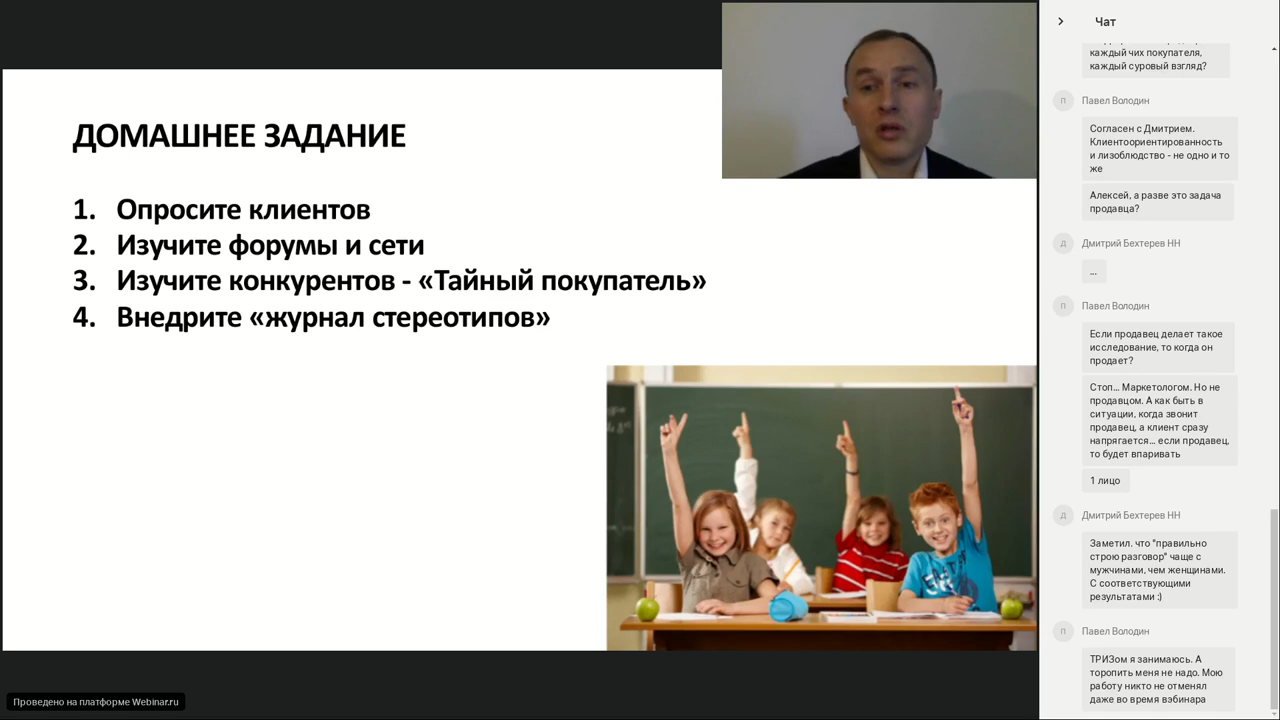 ДОМАШНЕЕ ЗАДАНИЕ
1. Опросите клиентов
2. Изучите форумы и сети
3. Изучите конкурентов - «Тайный покупатель»
4. Внедрите «журнал стереотипов»
Проведено на платформе Webinar.ru
Чат
каждый чих покупателя,
каждый суровый взгляд?
П
Павел Володин
Согласен с Дмитрием.
Клиентоориентированность
и лизоблюдство - не одно и то
же
Алексей, а разве это задача
продавца?
Д
Дмитрий Бехтерев НН
...
П
Павел Володин
Если продавец делает такое
исследование, то когда он
продает?
Стоп... Маркетологом. Но не
продавцом. А как быть в
ситуации, когда звонит
продавец, а клиент сразу
напрягается... если продавец,
то будет впаривать
1 лицо
Д
Дмитрий Бехтерев НН
Заметил. что "правильно
строю разговор" чаще с
мужчинами, чем женщинами.
С соответствующими
результатами :)
П
Павел Володин
ТРИЗом я занимаюсь. А
торопить меня не надо. Мою
работу никто не отменял
даже во время вэбинара